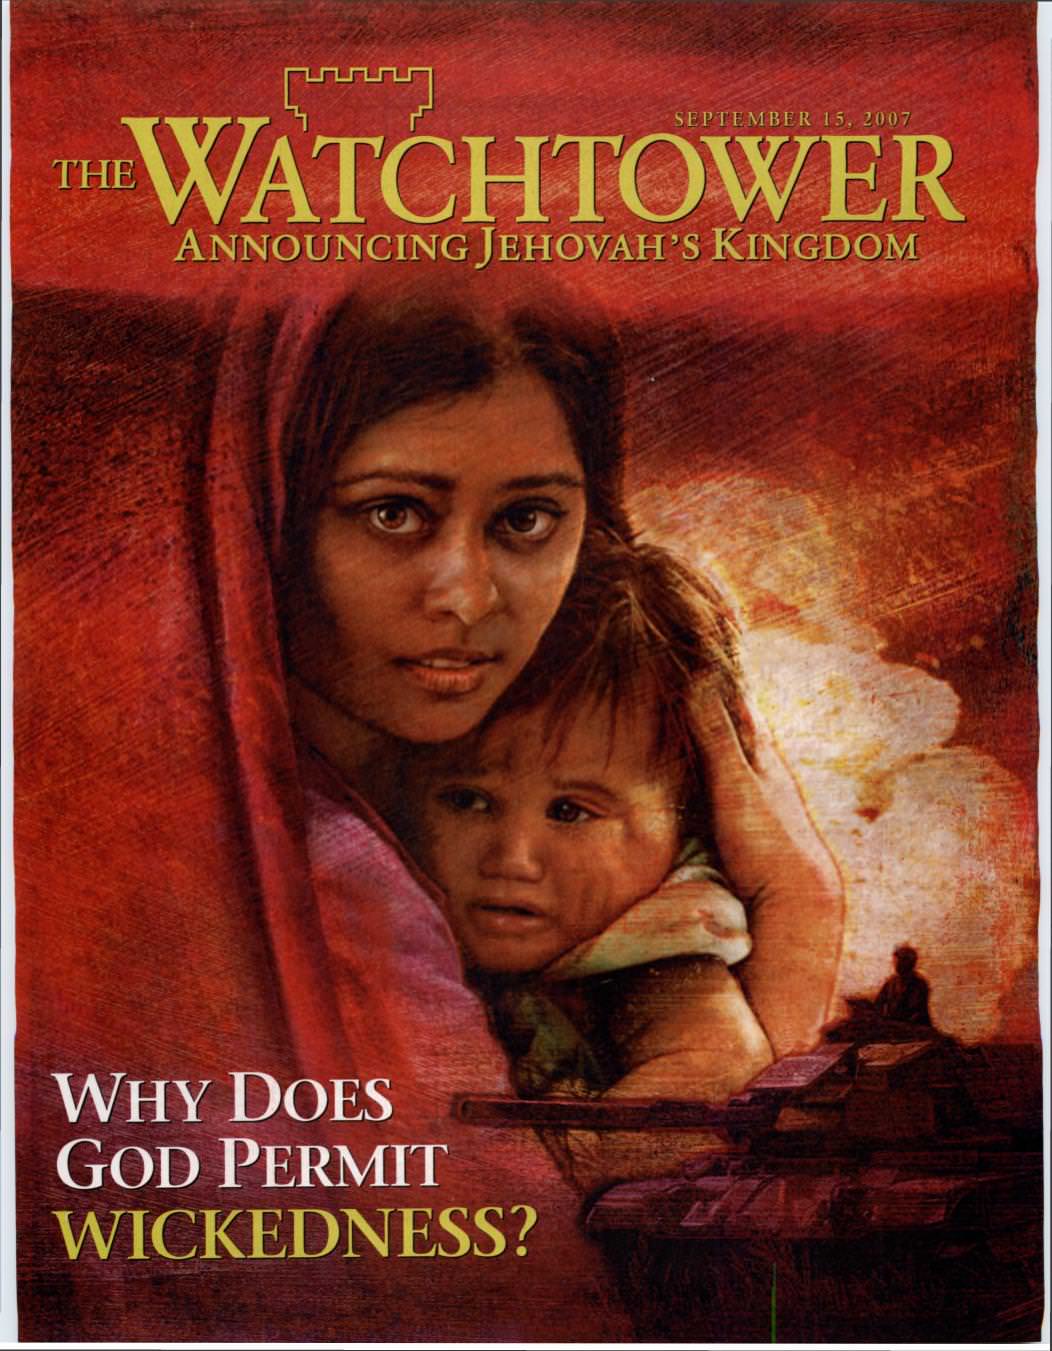 SEPTEMBER 15, 2007
THE WATCHTOWER
ANNOUNCING JEHOVAH'S KINGDOM
WHY DOES
GOD PERMIT
WICKEDNESS?